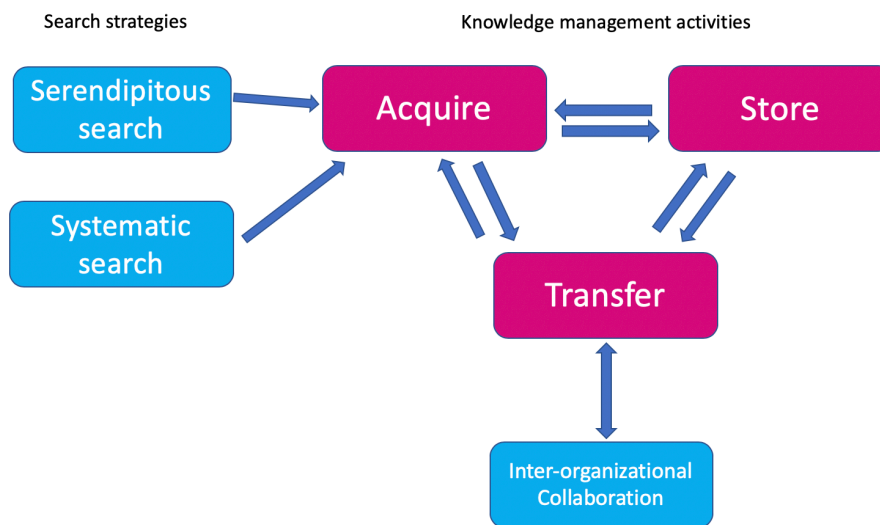 Search strategies
Knowledge management activities
Serendipitous
search
Acquire
Store
Systematic
search
Transfer
Inter-organizational
Collaboration